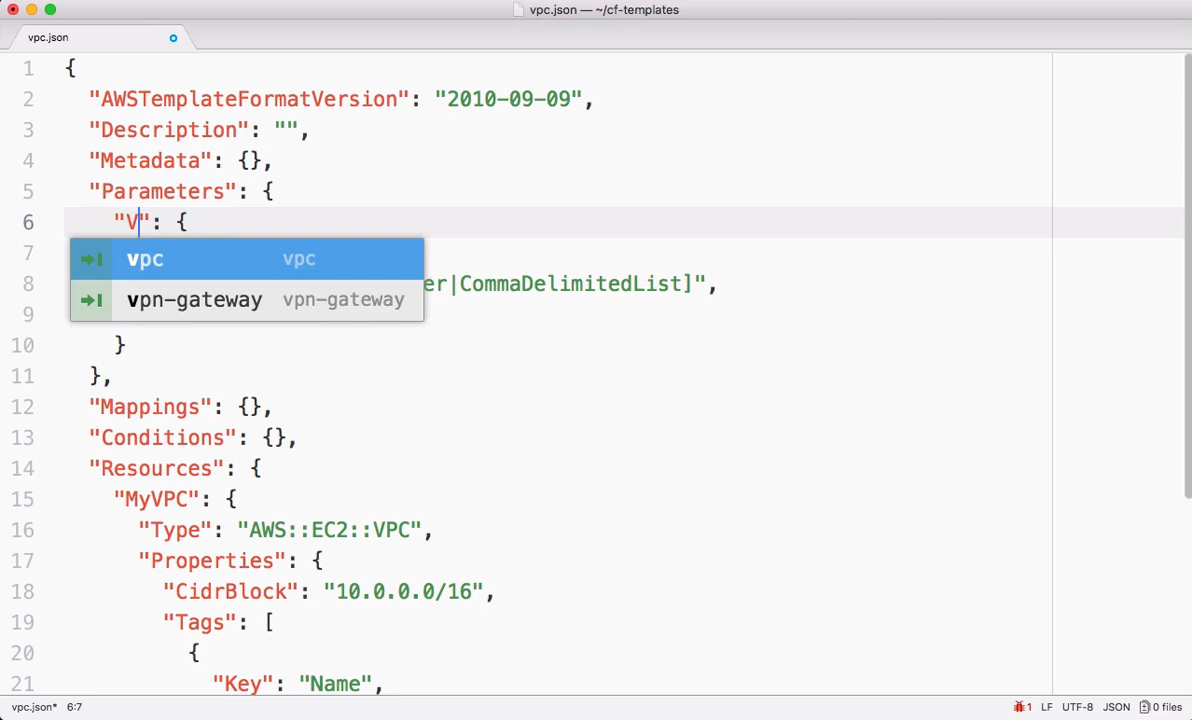 vpc.json — ~/cf-templates
vpc.json
1 {
2 "AWSTemplateFormatVersion": "2010-09-09",
3 "Description": "",
4 "Metadata": {},
5 "Parameters": {
6 "V": {
7
vpc vpc
8 er|CommaDelimitedList]",
vpn-gateway vpn-gateway
9
10 }
11 },
12 "Mappings": {},
13 "Conditions": {},
14 "Resources": {
15 "MyVPC": {
16 "Type": "AWS::EC2::VPC",
17 "Properties": {
18 "CidrBlock": "10.0.0.0/16",
19 "Tags": [
20 {
21 "Key": "Name",
vpc.json* 6:7 1 LF UTF-8 JSON 0 files